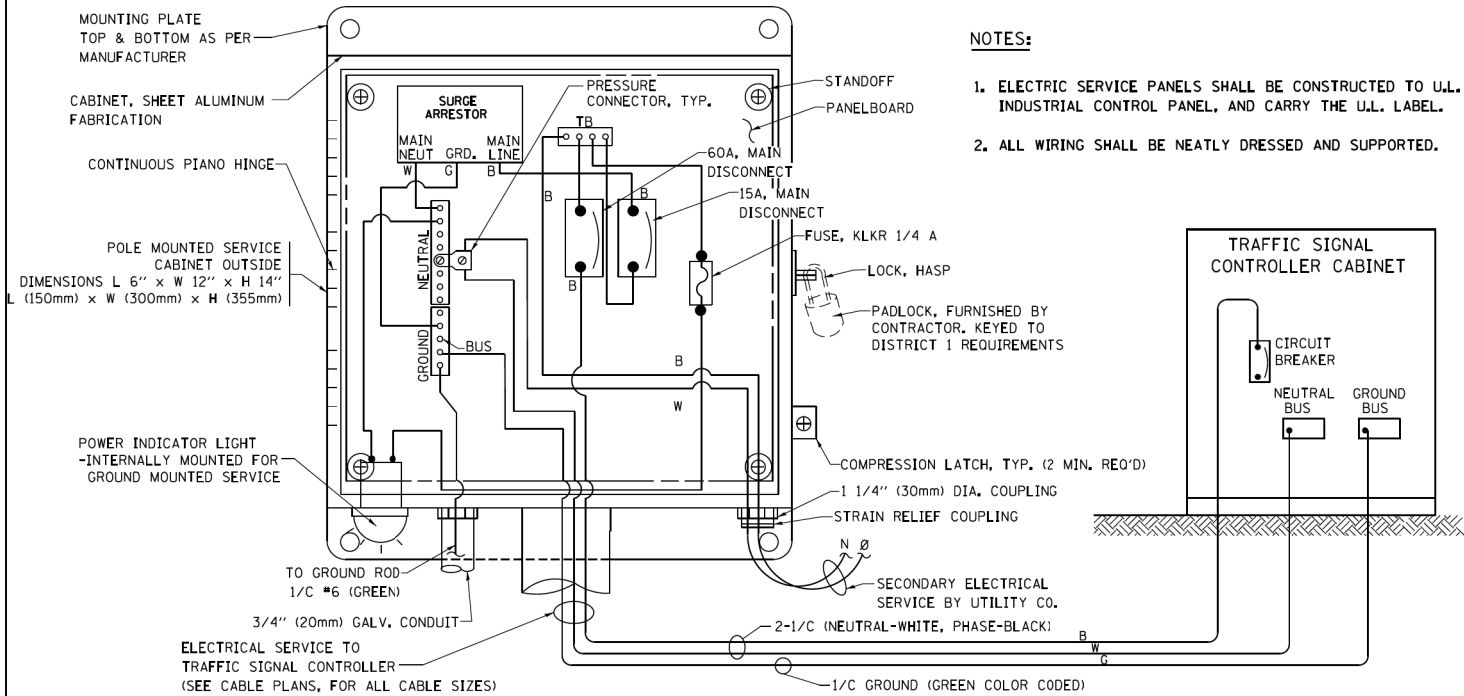 MOUNTING PLATE
TOP & BOTTOM AS PER
MANUFACTURER
CABINET, SHEET ALUMINUM
FABRICATION
CONTINUOUS PIANO HINGE
POLE MOUNTED SERVICE
CABINET OUTSIDE
DIMENSIONS L 6" x W 12" x H 14"
L (150mm) x W (300mm) x H (355mm)
POWER INDICATOR LIGHT
-INTERNALLY MOUNTED FOR
GROUND MOUNTED SERVICE
TO GROUND ROD
1/C #6 (GREEN)
3/4" (20mm) GALV. CONDUIT
ELECTRICAL SERVICE TO
TRAFFIC SIGNAL CONTROLLER
(SEE CABLE PLANS, FOR ALL CABLE SIZES)
SURGE
ARRESTOR
MAIN
NEUT
GRD.
MAIN
LINE
W
G
B
PRESSURE
CONNECTOR, TYP.
TB
60A, MAIN
DISCONNECT
B
B
15A, MAIN
DISCONNECT
NEUTRAL
B
FUSE, KLKR 1/4 A
GROUND
BUS
B
W
STANDOFF
PANELBOARD
LOCK, HASP
PADLOCK, FURNISHED BY
CONTRACTOR. KEYED TO
DISTRICT 1 REQUIREMENTS
COMPRESSION LATCH, TYP. (2 MIN. REQ'D)
1 1/4" (30mm) DIA. COUPLING
STRAIN RELIEF COUPLING
N Ø
SECONDARY ELECTRICAL
SERVICE BY UTILITY CO.
2-1/C (NEUTRAL-WHITE, PHASE-BLACK)
B
W
G
1/C GROUND (GREEN COLOR CODED)
NOTES:
1. ELECTRIC SERVICE PANELS SHALL BE CONSTRUCTED TO U.L.
INDUSTRIAL CONTROL PANEL, AND CARRY THE U.L. LABEL.
2. ALL WIRING SHALL BE NEATLY DRESSED AND SUPPORTED.
TRAFFIC SIGNAL
CONTROLLER CABINET
CIRCUIT
BREAKER
NEUTRAL
BUS
GROUND
BUS